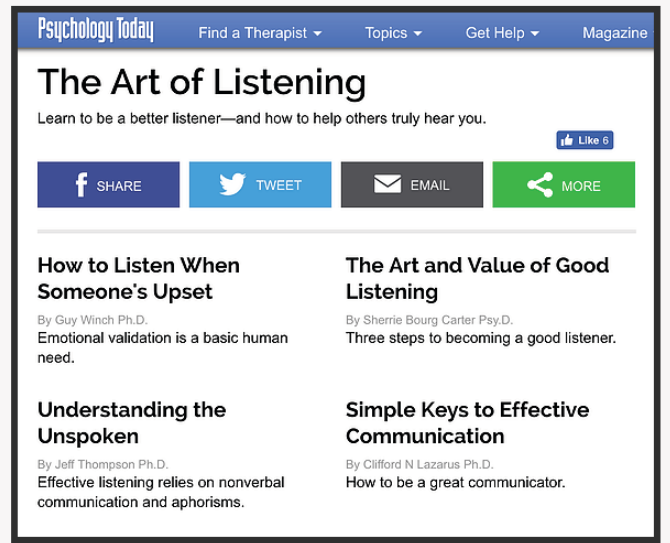 Psychology Today Find a Therapist Topics Get Help Magazine
The Art of Listening
Learn to be a better listener—and how to help others truly hear you.
Like 6
SHARE TWEET EMAIL MORE
How to Listen When
Someone's Upset
By Guy Winch Ph.D.
Emotional validation is a basic human
need.
The Art and Value of Good
Listening
By Sherrie Bourg Carter Psy.D.
Three steps to becoming a good listener.
Understanding the
Unspoken
By Jeff Thompson Ph.D.
Effective listening relies on nonverbal
communication and aphorisms.
Simple Keys to Effective
Communication
By Clifford N Lazarus Ph.D.
How to be a great communicator.